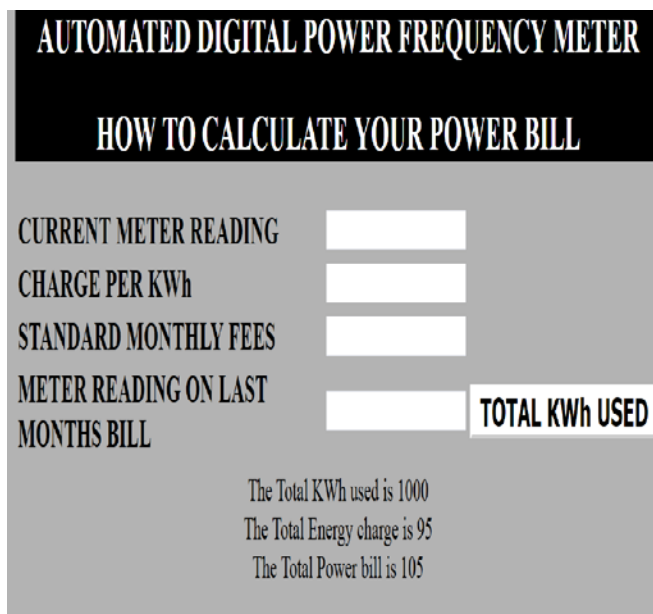 AUTOMATED DIGITAL POWER FREQUENCY METER
HOW TO CALCULATE YOUR POWER BILL
CURRENT METER READING
CHARGE PER KWh
STANDARD MONTHLY FEES
METER READING ON LAST
MONTHS BILL
TOTAL KWh USED
The Total KWh used is 1000
The Total Energy charge is 95
The Total Power bill is 105